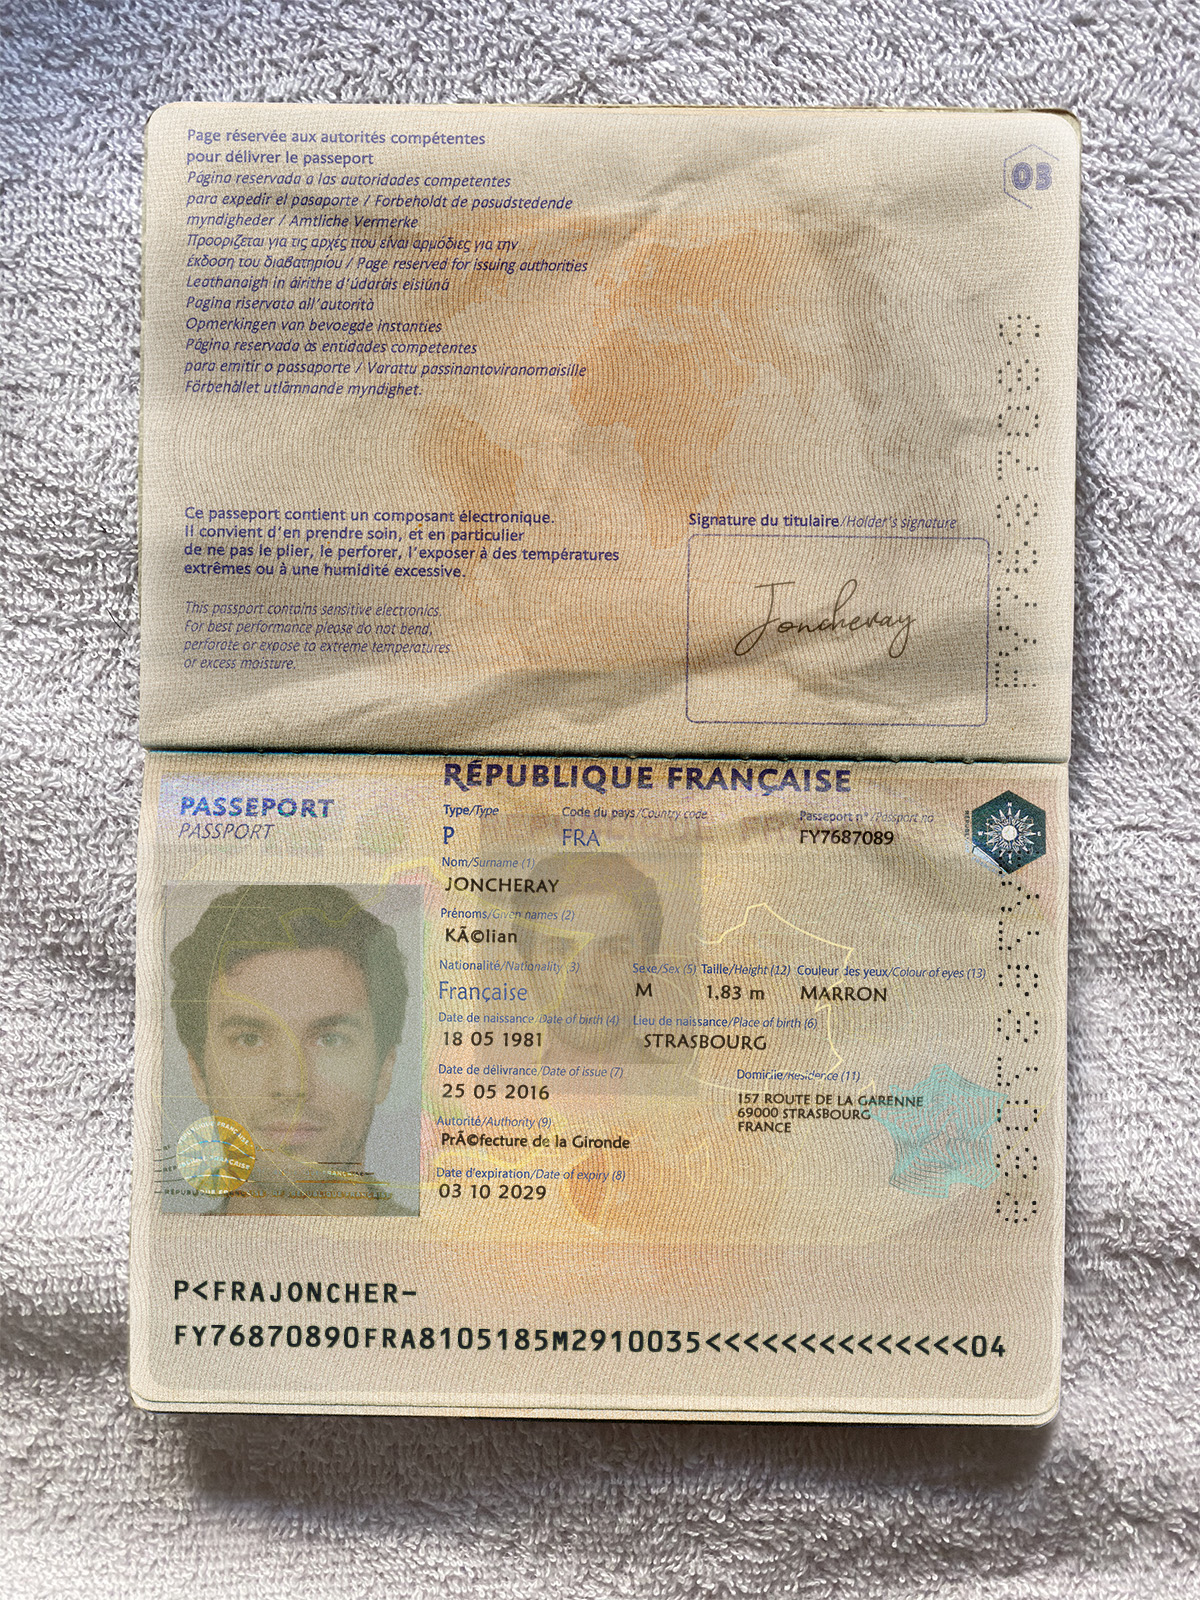 Page réservée aux autorités compétentes
pour délivrer le passeport
Pagina reservada a las autoridades competentes
para expedir el pasaporte / Forbeholdt de pasudstedende
myndigheder / Amtliche Vermerke
Προορίζεται για τις αρχές που είναι αρμόδιες για την
έκδοση του διαβατηρίου / Page reserved for issuing authorities
Leathanaigh in áirithe d'údaráis eisiúná
Pagina riservata all'autorità
Opmerkingen van bevoegde instanties
Página reservada às entidades competentes
para emitir o passaporte / Varattu passinantoviranomaisille
Förbehållet utlämnande myndighet.
03
Ce passeport contient un composant électronique.
Il convient d'en prendre soin, et en particulier
de ne pas le plier, le perforer, l'exposer à des températures
extrêmes ou à une humidité excessive.
This passport contains sensitive electronics.
For best performance please do not bend,
perforate or expose to extreme temperatures
or excess moisture.
Signature du titulaire/Holder's signature
Joncheray
RÉPUBLIQUE FRANÇAISE
PASSEPORT
PASSPORT
Type/Type Code du pays/Country code Passeport n°/Passport no
P FRA FY7687089
Nom/Surname (1)
JONCHERAY
Prénoms/Given names (2)
KÃ©lian
Nationalité/Nationality (3) Sexe/Sex (5) Taille/Height (12) Couleur des yeux/Colour of eyes (13)
Française M 1,83 m MARRON
Date de naissance/Date of birth (4) Lieu de naissance/Place of birth (6)
18 05 1981 STRASBOURG
Date de délivrance/Date of issue (7) Domicile/Residence (11)
25 05 2016
157 ROUTE DE LA GARENNE
69000 STRASBOURG
FRANCE
Autorité/Authority (9)
PrÃ©fecture de la Gironde
Date d'expiration/Date of expiry (8)
03 10 2029
P<FRAJONCHER-
FY76870890FRA8105185M2910035<<<<<<<<<<<<<<04